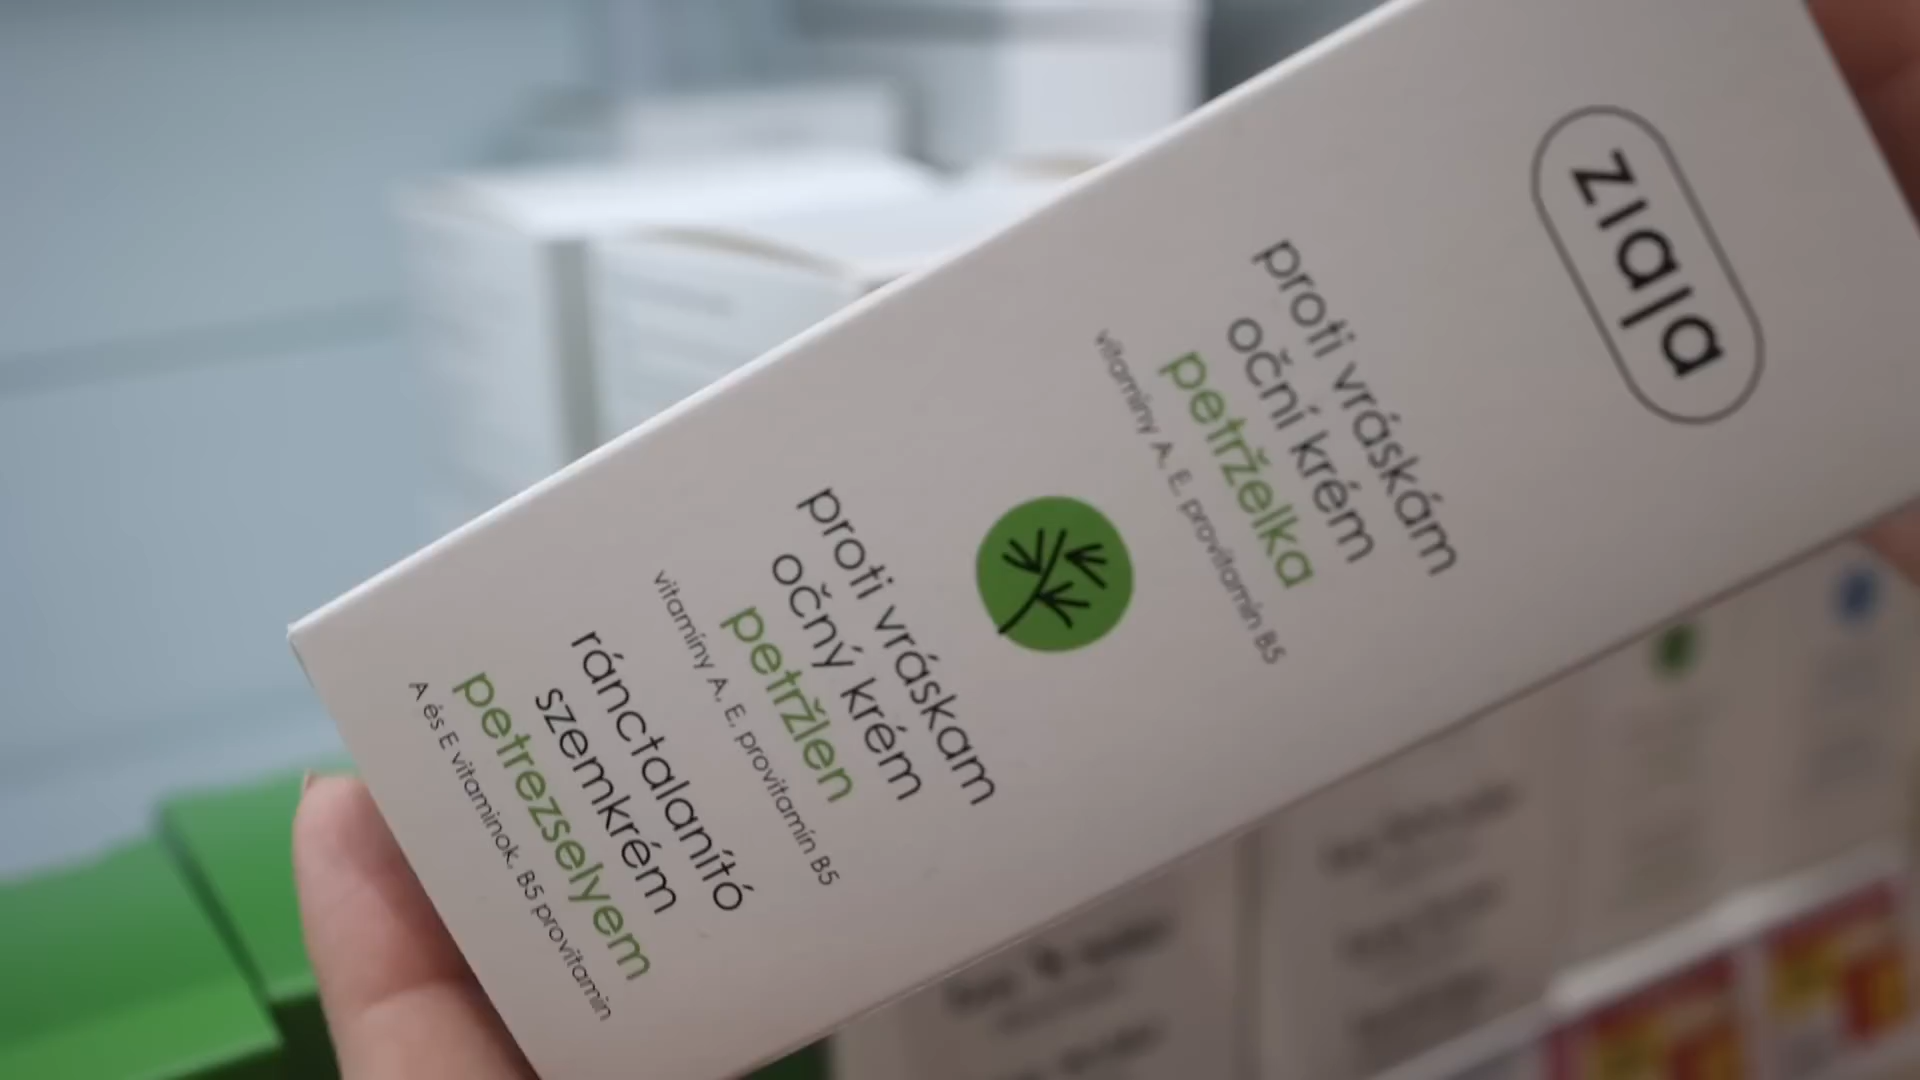 ziaja
proti vráskám
oční krém
petrželka
vitamíny A, E, provitamín B5
proti vráskam
očný krém
petržlen
vitamíny A, E, provitamín B5
ránctalanító
szemkrém
petrezselyem
A és E vitaminok, B5 provitamin